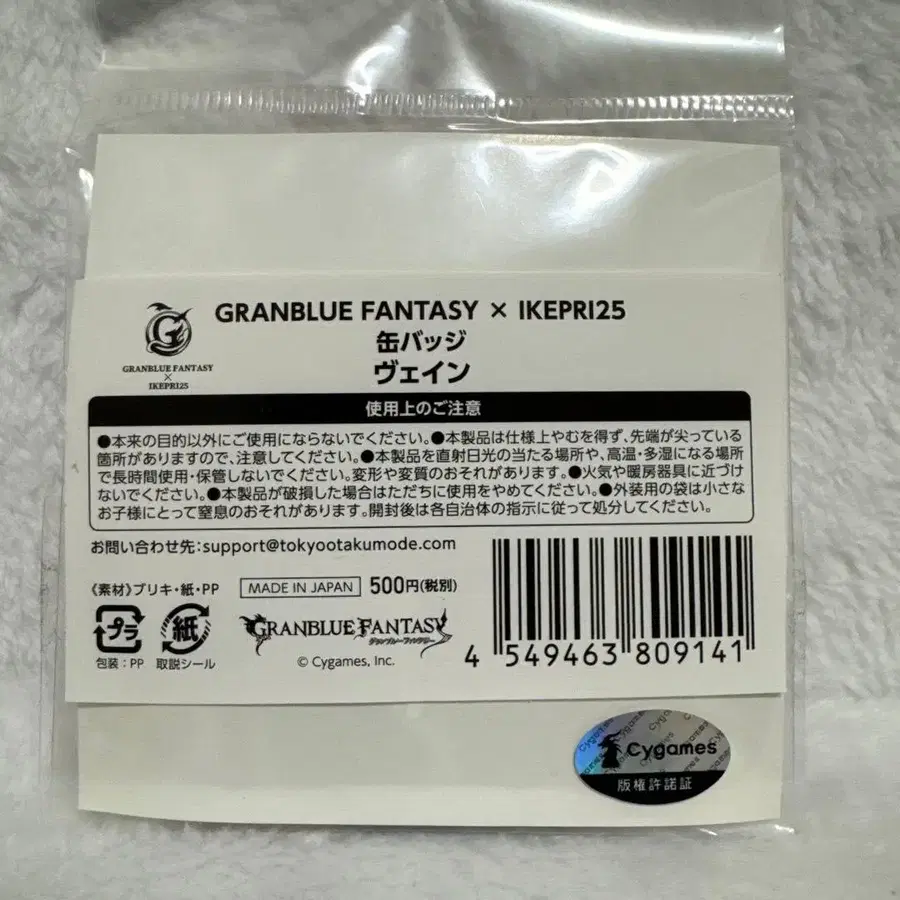 GRANBLUE FANTASY × IKEPRI25
缶バッジ
ヴェイン
GRANBLUE FANTASY
×
IKEPRI25
使用上のご注意
●本来の目的以外にご使用にならないでください。●本製品は仕様上やむを得ず、先端が尖っている
箇所がありますので、注意してください。●本製品を直射日光の当たる場所や、高温・多湿になる場所
で長時間使用・保管しないでください。変形や変質のおそれがあります。●火気や暖房器具に近づけ
ないでください。●本製品が破損した場合はただちに使用をやめてください。●外装用の袋は小さな
お子様にとって窒息のおそれがあります。開封後は各自治体の指示に従って処分してください。
お問い合わせ先:support@tokyootakumode.com
《素材》ブリキ・紙・PP
MADE IN JAPAN 500円(税別)
プラ
紙
包装:PP 取説シール
GRANBLUE FANTASY
グランブルーファンタジー
© Cygames, Inc.
4 549463 809141
Cygames
版権許諾証